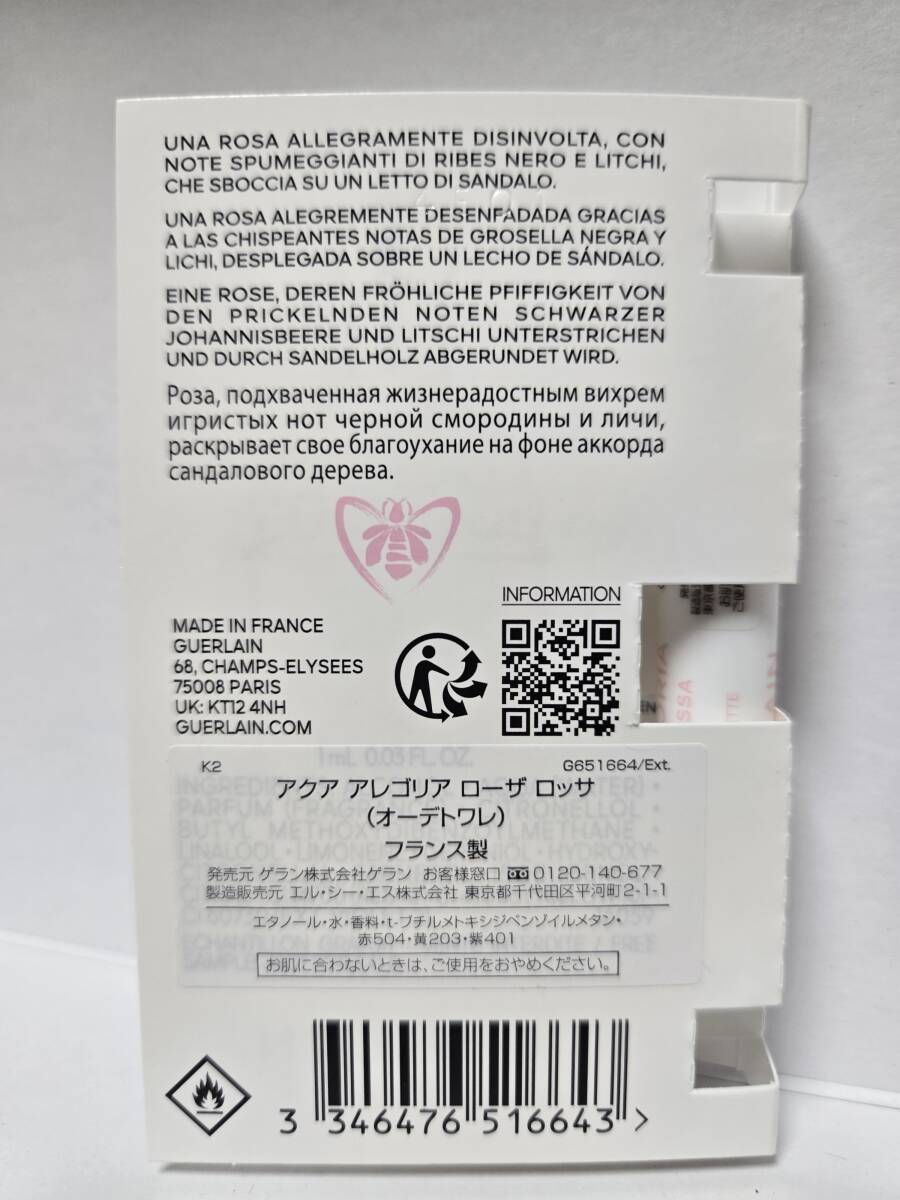 UNA ROSA ALLEGRAMENTE DISINVOLTA, CON
NOTE SPUMEGGIANTI DI RIBES NERO E LITCHI,
CHE SBOCCIA SU UN LETTO DI SANDALO.
UNA ROSA ALEGREMENTE DESENFADADA GRACIAS
A LAS CHISPEANTES NOTAS DE GROSELLA NEGRA Y
LICHI, DESPLEGADA SOBRE UN LECHO DE SÁNDALO.
EINE ROSE, DEREN FRÖHLICHE PFIFFIGKEIT VON
DEN PRICKELNDEN NOTEN SCHWARZER
JOHANNISBEERE UND LITSCHI UNTERSTRICHEN
UND DURCH SANDELHOLZ ABGERUNDET WIRD.
Роза, подхваченная жизнерадостным вихрем
игристых нот черной смородины и личи,
раскрывает свое благоухание на фоне аккорда
сандалового дерева.
INFORMATION
MADE IN FRANCE
GUERLAIN
68, CHAMPS-ELYSEES
75008 PARIS
UK: KT12 4NH
GUERLAIN.COM
1 mL 0.03 FL. OZ.
K2 G651664/Ext.
アクア アレゴリア ローザ ロッサ
(オーデトワレ)
フランス製
発売元 ゲラン株式会社ゲラン お客様窓口 0120-140-677
製造販売元 エル・シー・エス株式会社 東京都千代田区平河町2-1-1
エタノール・水・香料・t-ブチルメトキシジベンゾイルメタン・
赤504・黄203・紫401
お肌に合わないときは、ご使用をおやめください。
3 346476 516643 >